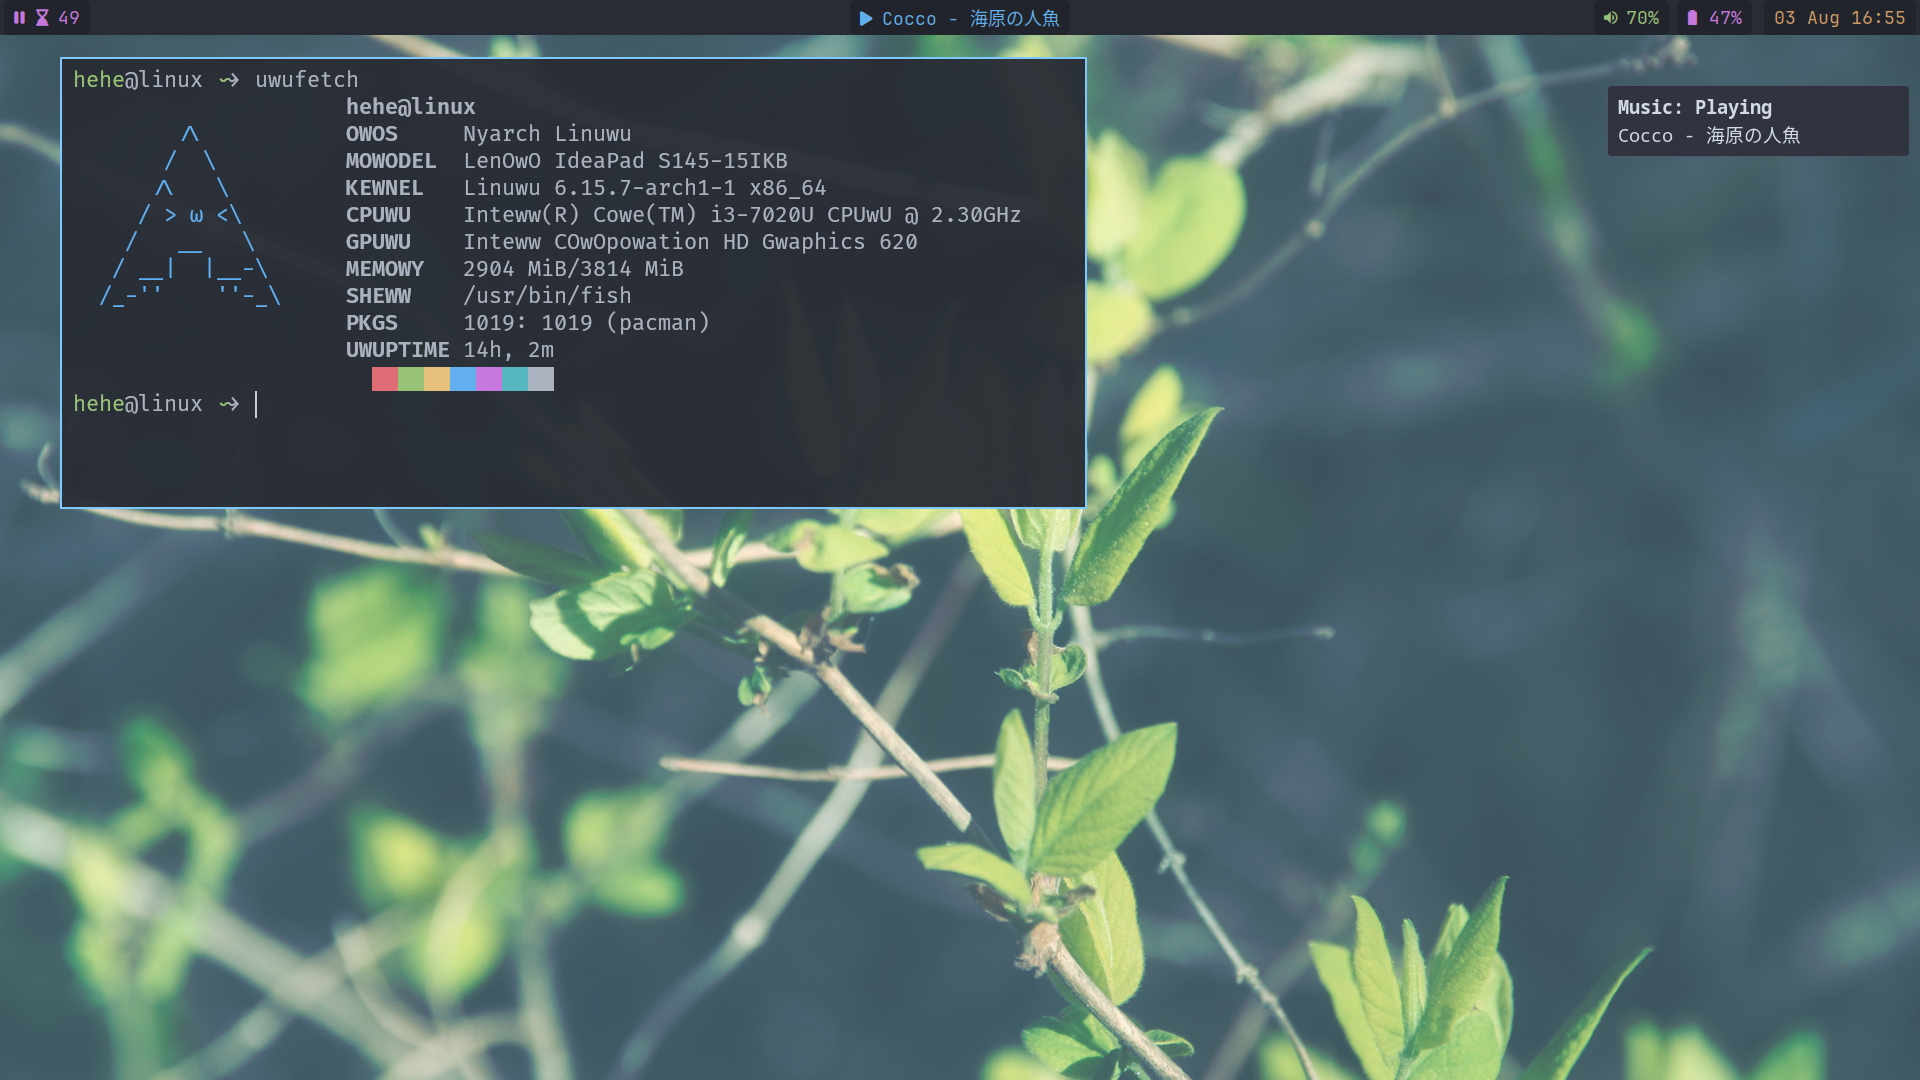 49
Cocco - 海原の人魚
70%
47%
03 Aug 16:55
hehe@linux ~> uwufetch
hehe@linux
OWOS Nyarch Linuwu
MOWODEL LenOwO IdeaPad S145-15IKB
KEWNEL Linuwu 6.15.7-arch1-1 x86_64
CPUWU Inteww(R) Cowe(TM) i3-7020U CPUwU @ 2.30GHz
> ω <
GPUWU Inteww COwOpowation HD Gwaphics 620
MEMOWY 2904 MiB/3814 MiB
SHEWW /usr/bin/fish
PKGS 1019: 1019 (pacman)
UWUPTIME 14h, 2m
hehe@linux ~>
Music: Playing
Cocco - 海原の人魚